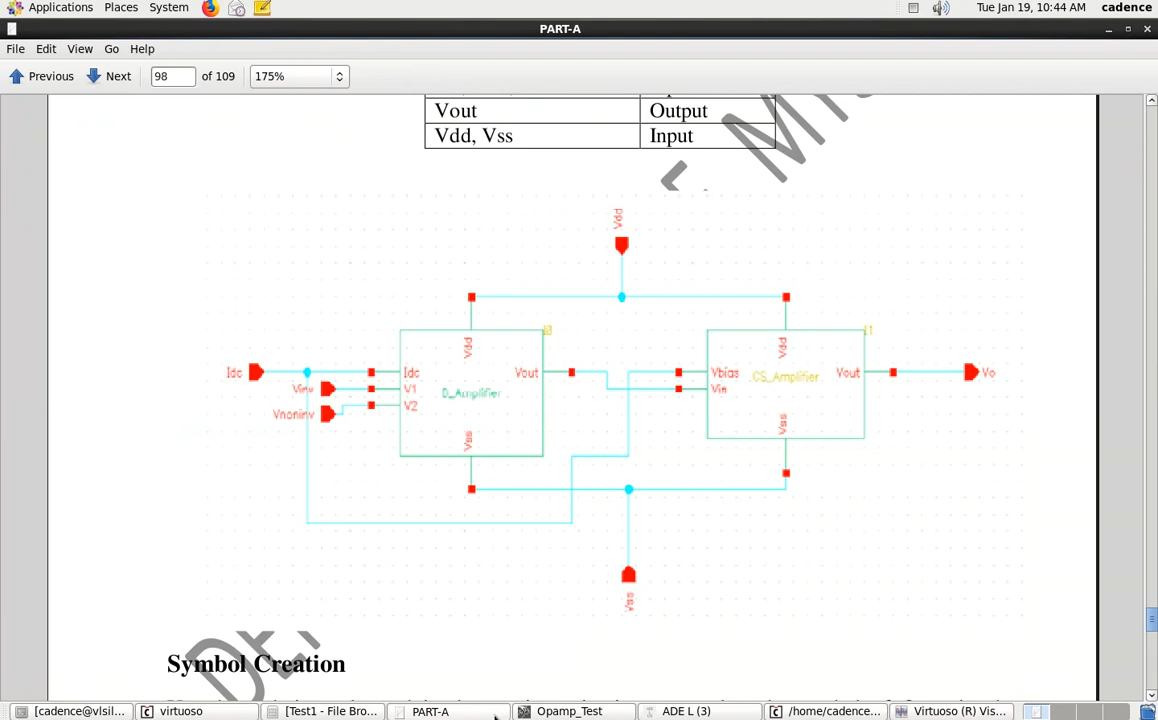 Applications Places System Tue Jan 19, 10:44 AM cadence
PART-A
File Edit View Go Help
Previous Next 98 of 109 175%
Vout Output
Vdd, Vss Input
Vdd
Vdd
Vdd
Idc
Vinv
Vnoninv
Idc
V1
V2
Vout
D_Amplifier
Vss
Vbias
Vin
CS_Amplifier
Vout
Vss
I1
Vo
Vss
Symbol Creation
[cadence@vlsil... virtuoso [Test1 - File Bro... PART-A Opamp_Test ADE L (3) /home/cadence... Virtuoso (R) Vis...